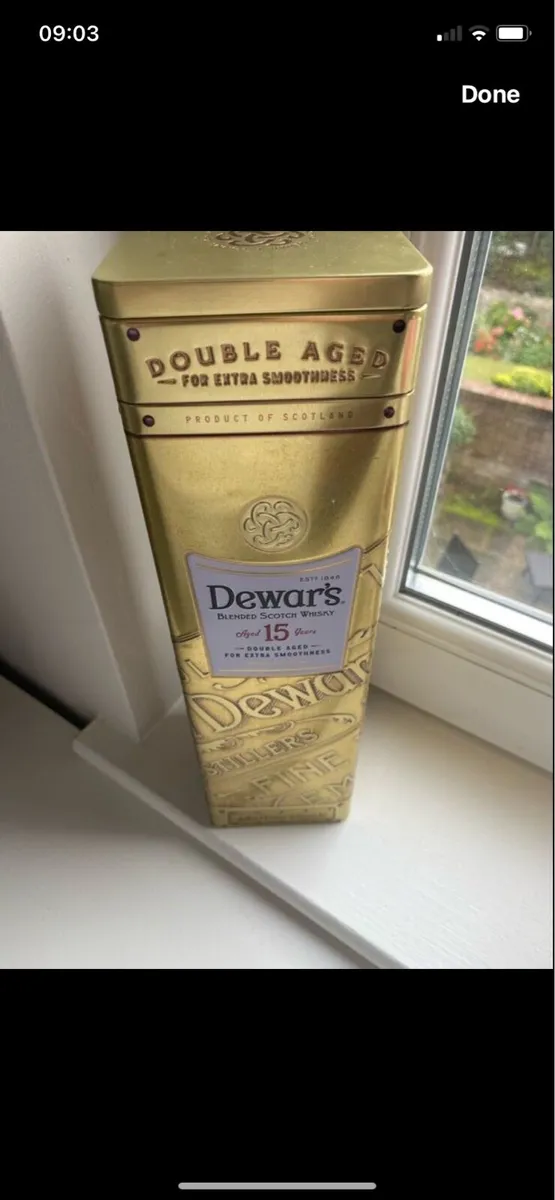 09:03
Done
DOUBLE AGED
FOR EXTRA SMOOTHNESS
PRODUCT OF SCOTLAND
ESTD 1846
Dewar's
BLENDED SCOTCH WHISKY
Aged 15 Years
DOUBLE AGED
FOR EXTRA SMOOTHNESS
Dewar
STILLERS
FINE